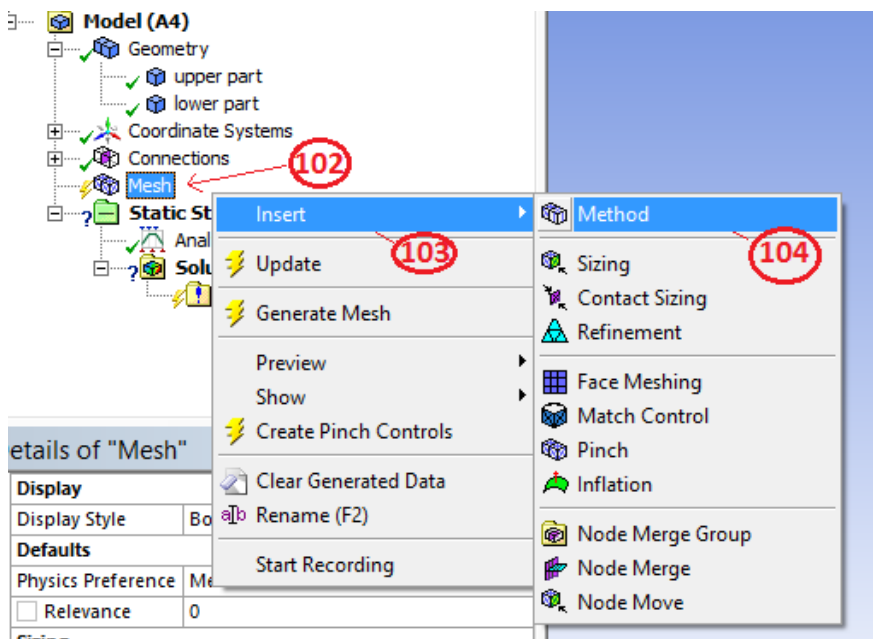 Model (A4)
Geometry
upper part
lower part
Coordinate Systems
Connections
102
Mesh
Static St
Insert
Method
Anal
103
104
Solu
Update
Sizing
Contact Sizing
Generate Mesh
Refinement
Preview
Face Meshing
Show
Match Control
Create Pinch Controls
Pinch
etails of "Mesh"
Clear Generated Data
Inflation
Display
Display Style
Bo
Rename (F2)
Node Merge Group
Defaults
Start Recording
Node Merge
Physics Preference
Me
Relevance
0
Node Move